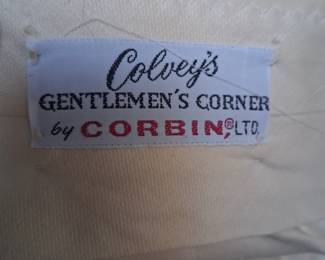 Colvey's
GENTLEMEN'S CORNER
by CORBIN,® LTD.